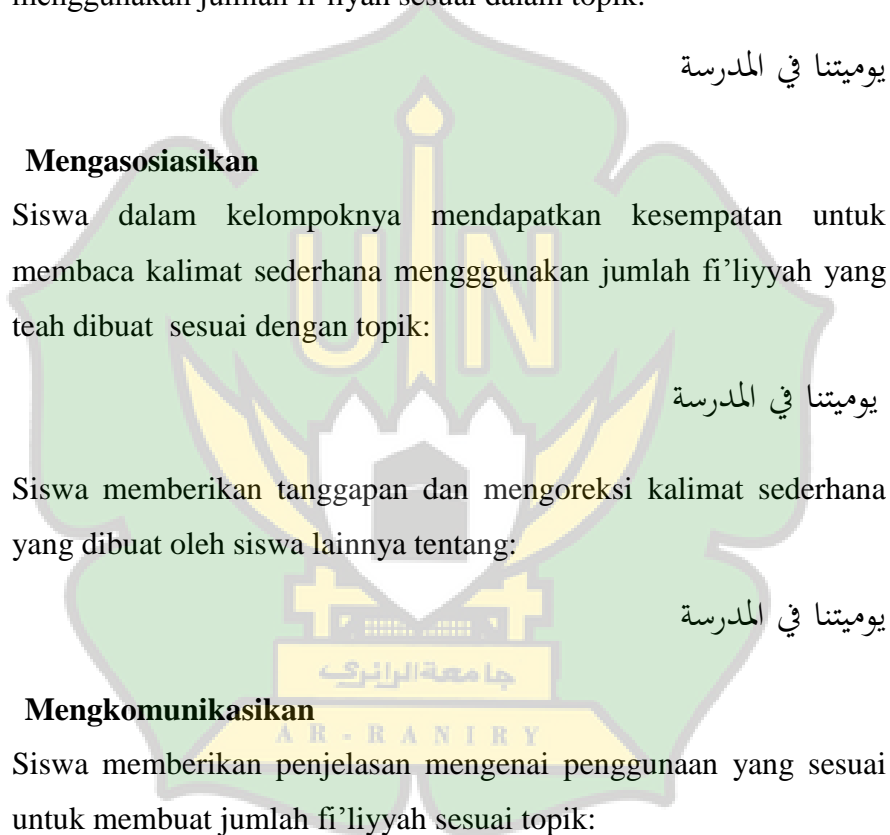 menggunakan jumlah fi'liyah sesuai dalam topik:
يوميتنا في المدرسة
Mengasosiasikan
Siswa dalam kelompoknya mendapatkan kesempatan untuk
membaca kalimat sederhana mengggunakan jumlah fi'liyyah yang
teah dibuat sesuai dengan topik:
يوميتنا في المدرسة
Siswa memberikan tanggapan dan mengoreksi kalimat sederhana
yang dibuat oleh siswa lainnya tentang:
يوميتنا في المدرسة
UIN
جامعة الرانري
Mengkomunikasikan
AR-RANIRY
Siswa memberikan penjelasan mengenai penggunaan yang sesuai
untuk membuat jumlah fi'liyyah sesuai topik: